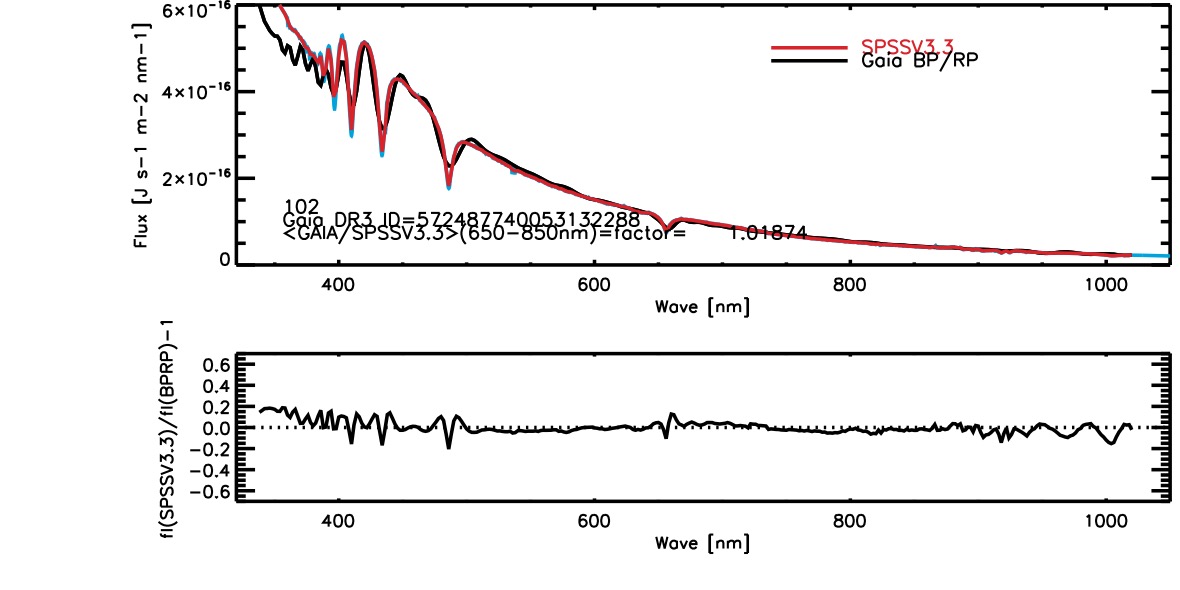 6×10−16
4×10−16
2×10−16
0
Flux [J s−1 m−2 nm−1]
SPSSV3.3
Gaia BP/RP
102
Gaia DR3 ID=5724877400531322288
<GAIA/SPSSV3.3>(650−850nm)=factor= 1.01874
400 600 800 1000
Wave [nm]
0.6
0.4
0.2
0.0
−0.2
−0.4
−0.6
fl(SPSSV3.3)/fl(BPRP)−1
400 600 800 1000
Wave [nm]